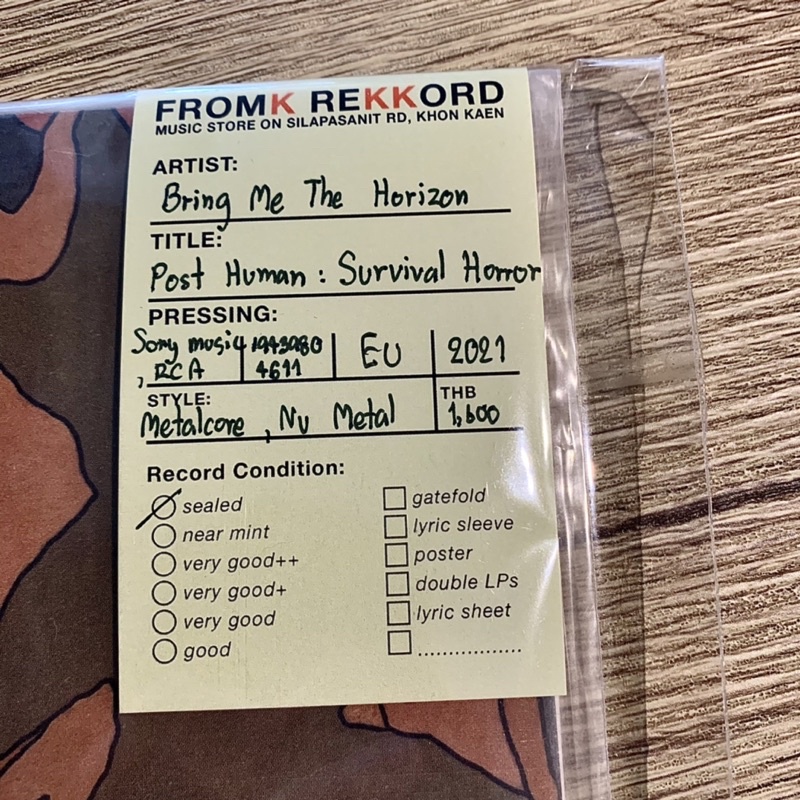 FROMK REKKORD
MUSIC STORE ON SILAPASANIT RD, KHON KAEN
ARTIST:
Bring Me The Horizon
TITLE:
Post Human : Survival Horror
PRESSING:
Sony music 1943980 EU 2021
, RCA 4611
STYLE: THB
Metalcore , Nu Metal 1,600
Record Condition:
sealed gatefold
near mint lyric sleeve
very good++ poster
very good+ double LPs
very good lyric sheet
good ..................